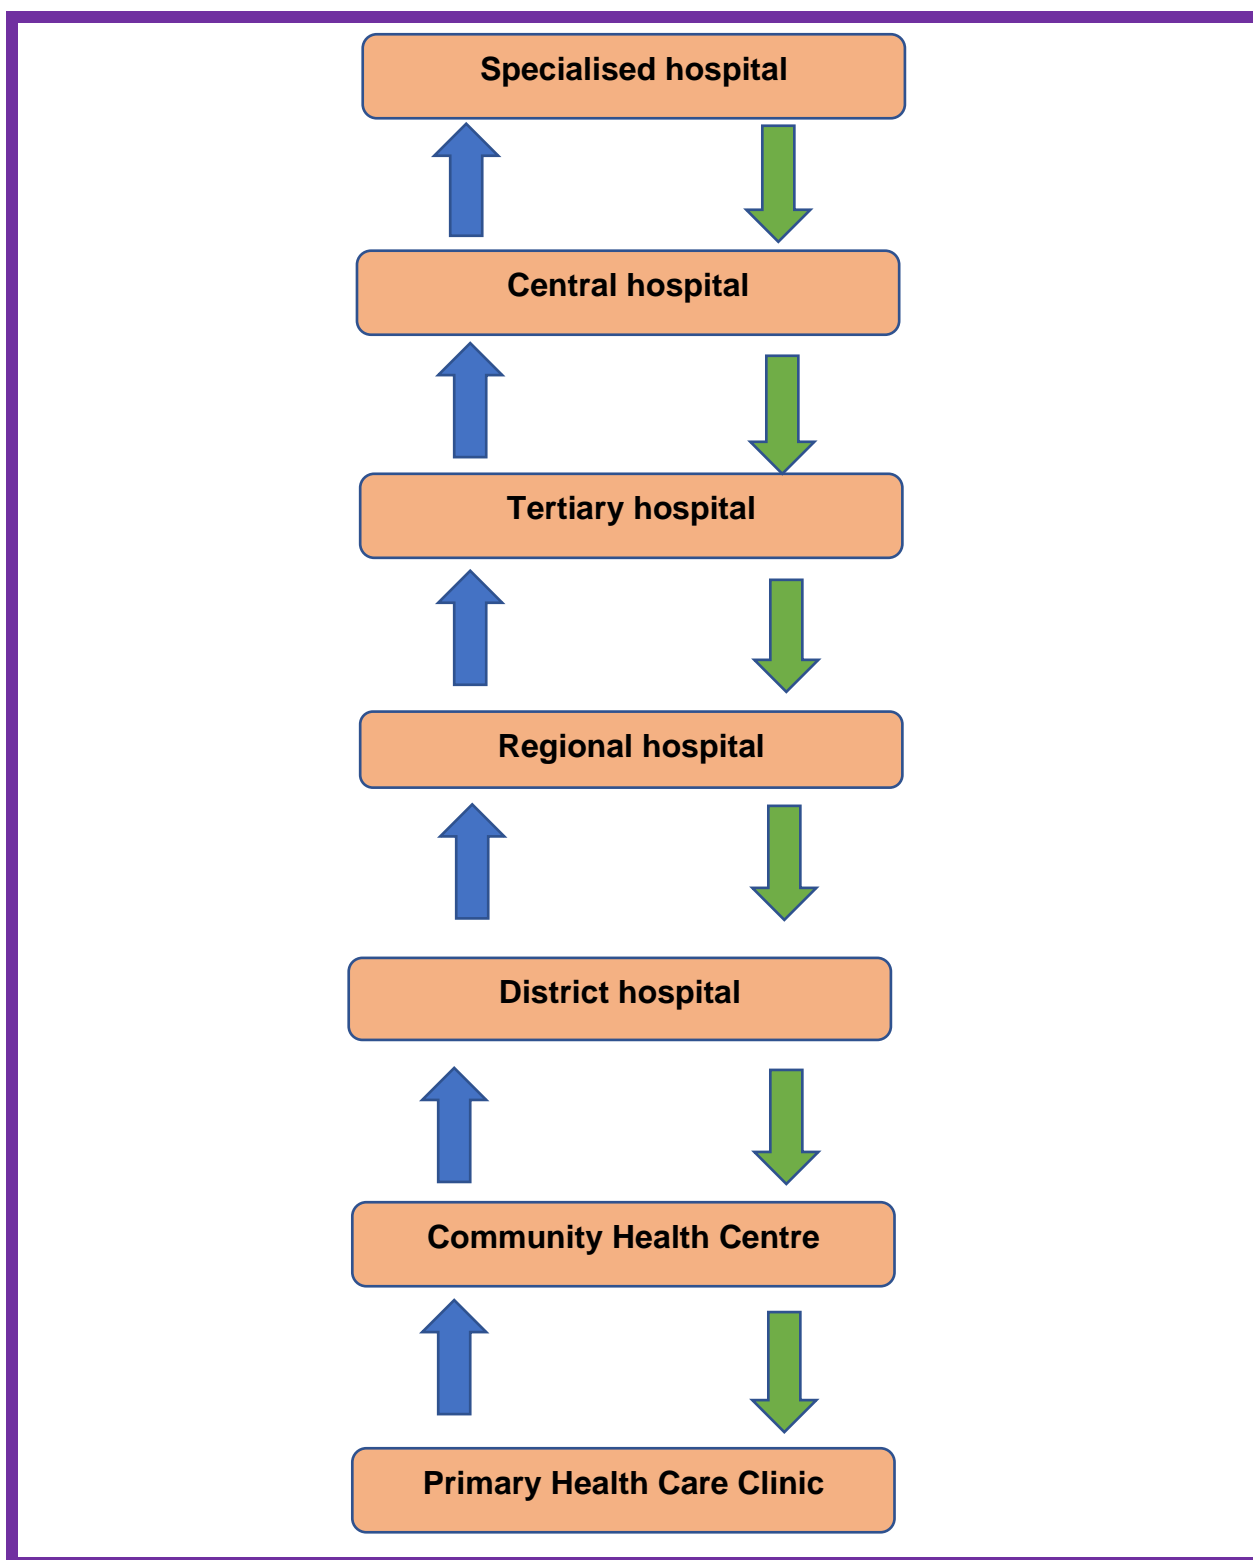 Specialised hospital
Central hospital
Tertiary hospital
Regional hospital
District hospital
Community Health Centre
Primary Health Care Clinic